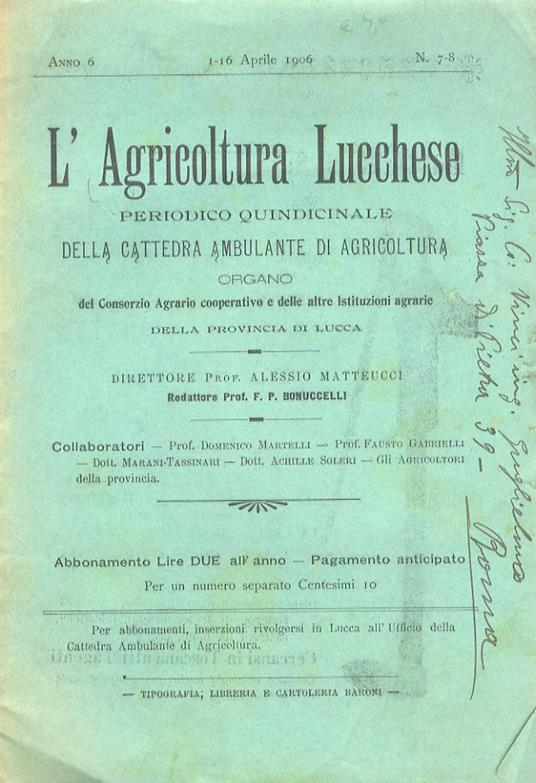 € 5,
Anno 6 1-16 Aprile 1906 N. 7-8
L' Agricoltura Lucchese
PERIODICO QUINDICINALE
DELLA CATTEDRA AMBULANTE DI AGRICOLTURA
ORGANO
del Consorzio Agrario cooperativo e delle altre Istituzioni agrarie
DELLA PROVINCIA DI LUCCA
DIRETTORE Prof. ALESSIO MATTEUCCI
Redattore Prof. F. P. BONUCCELLI
Collaboratori — Prof. Domenico Martelli — Prof. Fausto Gabrielli
— Dott. Marani-Tassinari — Dott. Achille Soleri — Gli Agricoltori
della provincia.
Abbonamento Lire DUE all' anno — Pagamento anticipato
Per un numero separato Centesimi 10
Per abbonamenti, inserzioni rivolgersi in Lucca all' Ufficio della
Cattedra Ambulante di Agricoltura.
— TIPOGRAFIA; LIBRERIA E CARTOLERIA BARONI —
Sig. Vinci ing. Guglielmo
Piazza di Pietra 39 —
Roma